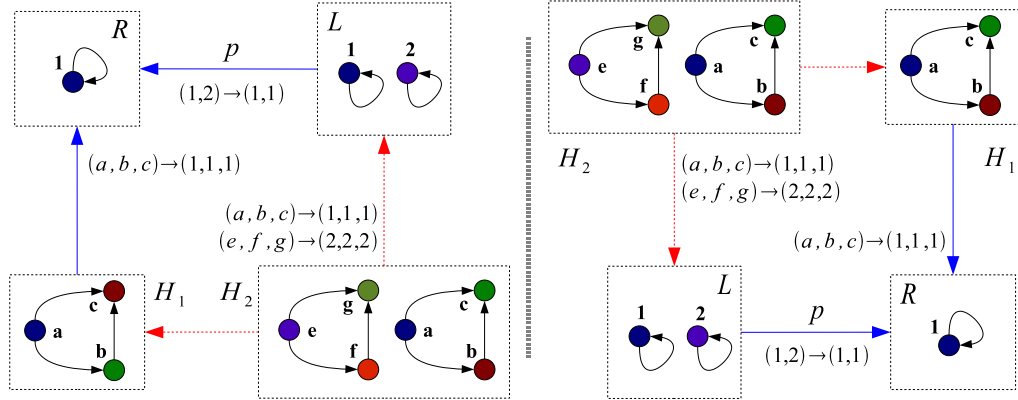 R
1
p
(1,2)→(1,1)
L
1 2
(a,b,c)→(1,1,1)
(a,b,c)→(1,1,1)
(e,f,g)→(2,2,2)
H1
c
a
b
H2
g
e
f
c
a
b
g
e
f
c
a
b
H2
c
a
b
H1
(a,b,c)→(1,1,1)
(e,f,g)→(2,2,2)
(a,b,c)→(1,1,1)
L
1 2
p
(1,2)→(1,1)
R
1